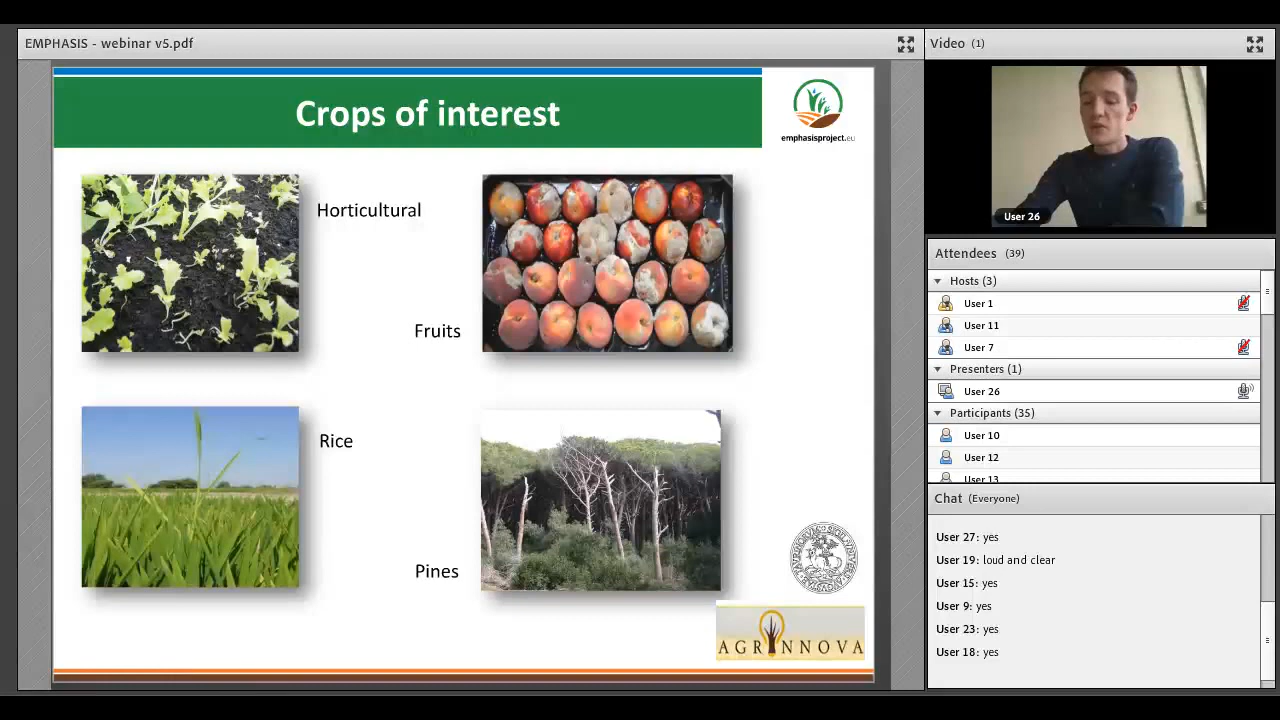 EMPHASIS - webinar v5.pdf
Crops of interest
emphasisproject.eu
Horticultural
Fruits
Rice
Pines
AGRINNOVA
Video (1)
User 26
Attendees (39)
Hosts (3)
User 1
User 11
User 7
Presenters (1)
User 26
Participants (35)
User 10
User 12
User 13
Chat (Everyone)
User 27: yes
User 19: loud and clear
User 15: yes
User 9: yes
User 23: yes
User 18: yes